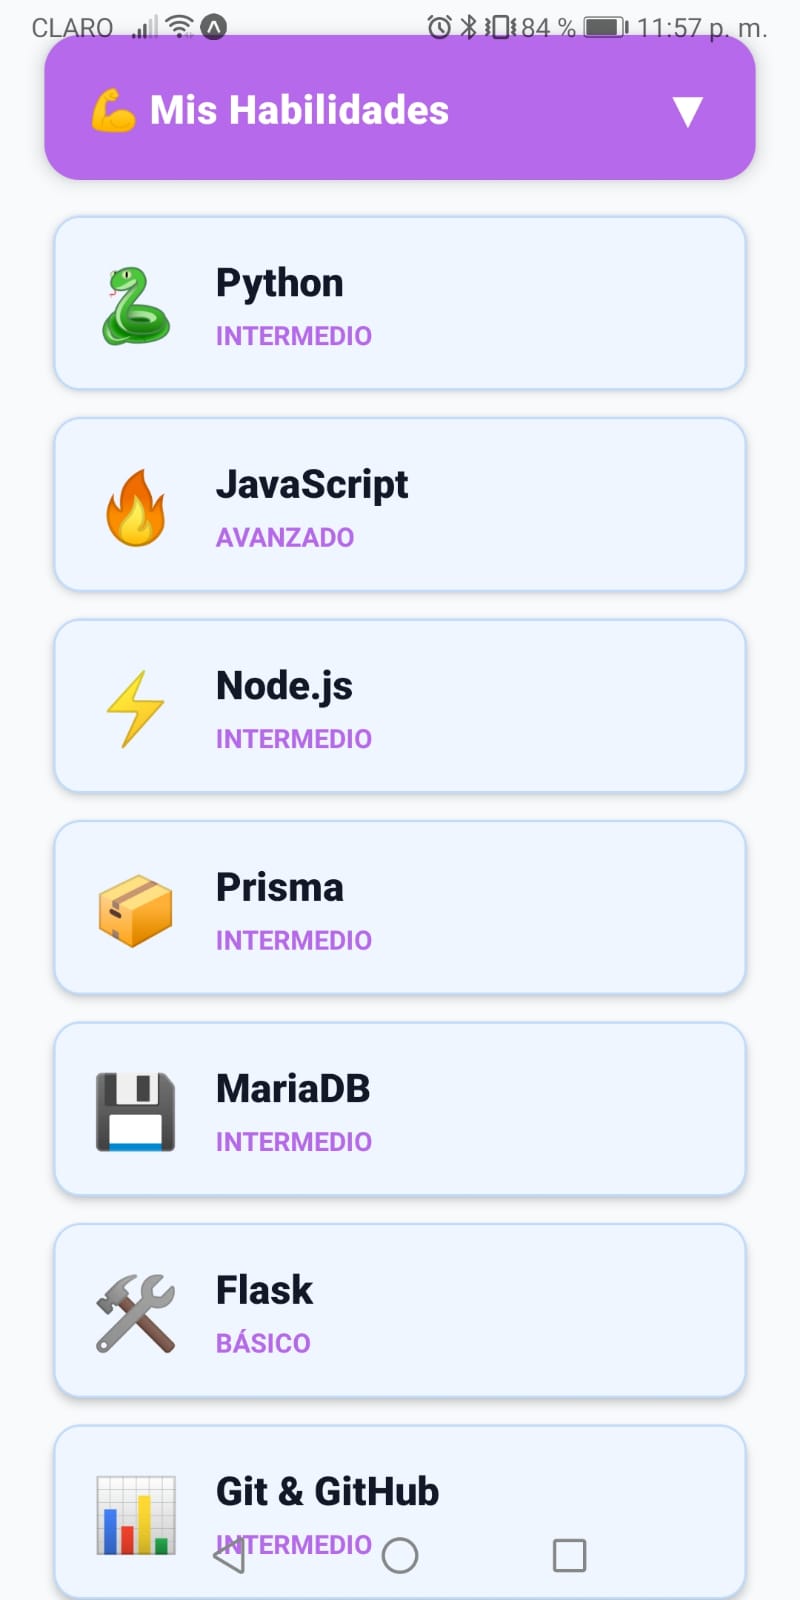 CLARO 84 % 11:57 p. m.
Mis Habilidades
Python
INTERMEDIO
JavaScript
AVANZADO
Node.js
INTERMEDIO
Prisma
INTERMEDIO
MariaDB
INTERMEDIO
Flask
BÁSICO
Git & GitHub
INTERMEDIO